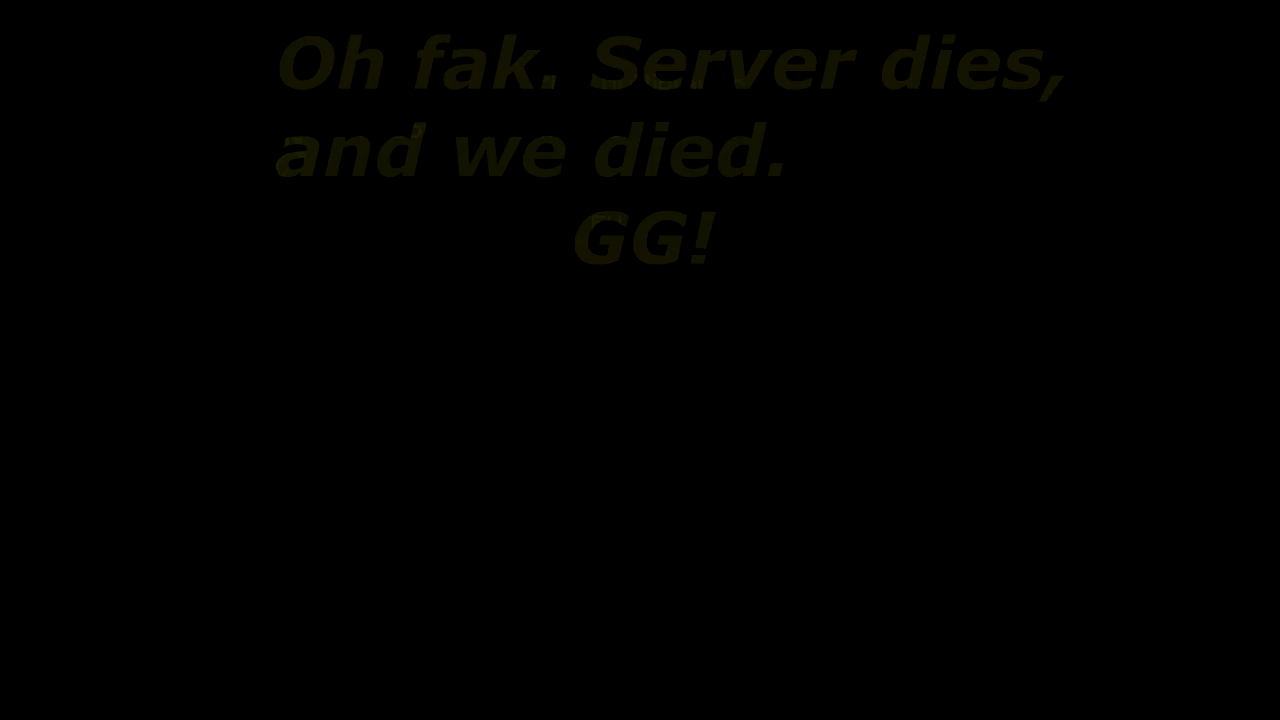 Oh fak. Server dies,
and we died.
GG!